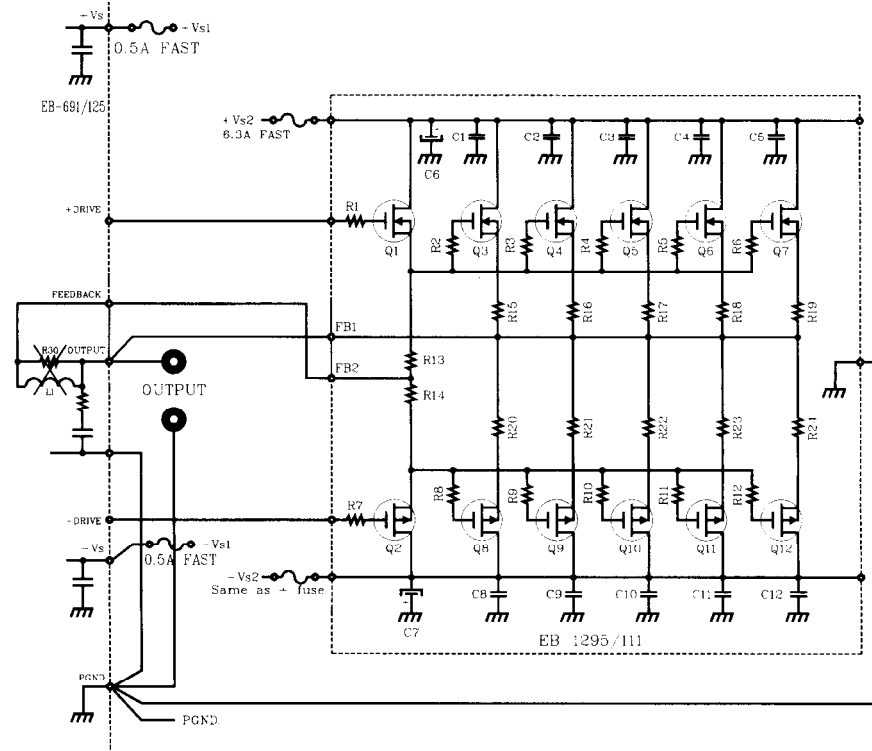 +Vs
+Vs1
0.5A FAST
EB-691/125
+Vs2
6.3A FAST
C6
C1
C2
C3
C4
C5
+DRIVE
R1
Q1
R2
Q3
R3
Q4
R4
Q5
R5
Q6
R6
Q7
FEEDBACK
R15
R16
R17
R18
R19
FB1
R30
OUTPUT
L1
FB2
R13
R14
OUTPUT
R20
R21
R22
R23
R24
-DRIVE
R7
Q2
R8
Q8
R9
Q9
R10
Q10
R11
Q11
R12
Q12
-Vs
-Vs1
0.5A FAST
-Vs2
Same as + fuse
C7
C8
C9
C10
C11
C12
EB 1295/111
PGND
PGND